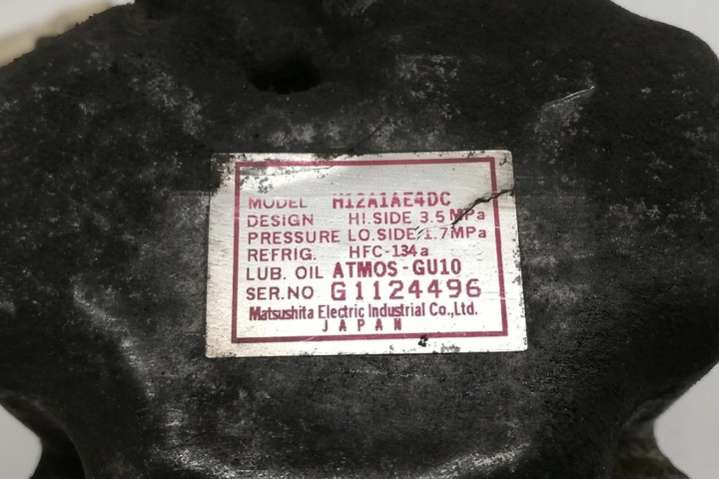 MODEL H12A1AE4DC
DESIGN HI.SIDE 3.5 MPa
PRESSURE LO.SIDE 1.7MPa
REFRIG. HFC-134a
LUB. OIL ATMOS-GU10
SER.NO G1124496
Matsushita Electric Industrial Co.,Ltd.
JAPAN